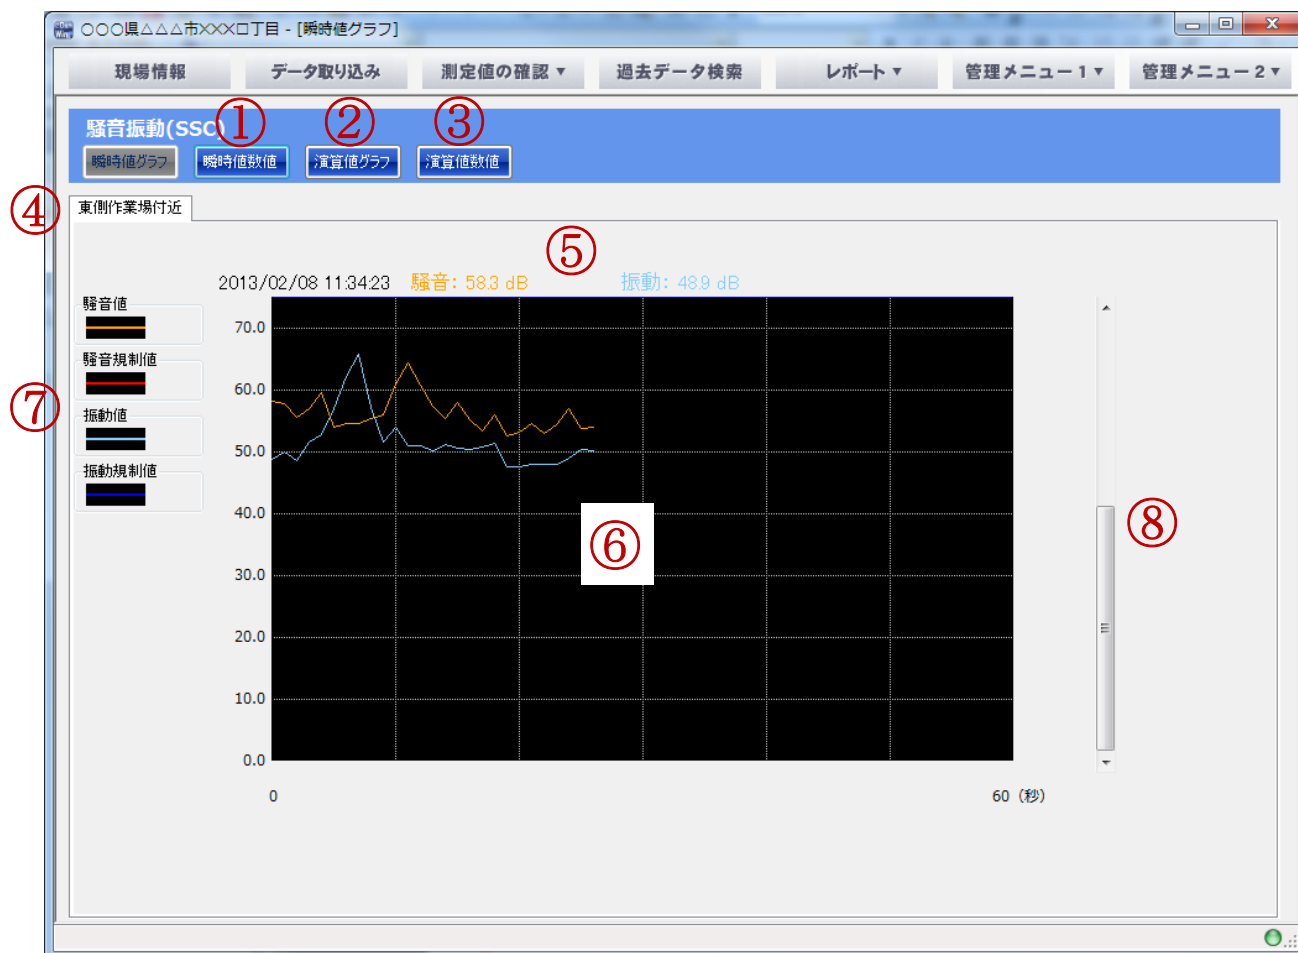 ○○○県△△△市×××ロ丁目 - [瞬時値グラフ]
現場情報 データ取り込み 測定値の確認 ▼ 過去データ検索 レポート ▼ 管理メニュー1 ▼ 管理メニュー2 ▼
騒音振動(SSC)
① ② ③
瞬時値グラフ 瞬時値数値 演算値グラフ 演算値数値
④ 東側作業場付近
⑤
2013/02/08 11:34:23 騒音: 58.3 dB 振動: 48.9 dB
騒音値
騒音規制値
⑦ 振動値
振動規制値
70.0
60.0
50.0
40.0
30.0
20.0
10.0
0.0
⑥
⑧
0 60 (秒)